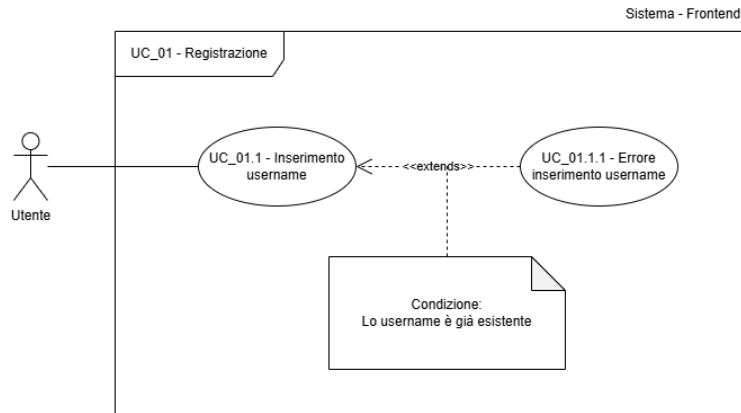 Sistema - Frontend
UC_01 - Registrazione
UC_01.1 - Inserimento
username
<<extends>>
UC_01.1.1 - Errore
inserimento username
Utente
Condizione:
Lo username è già esistente